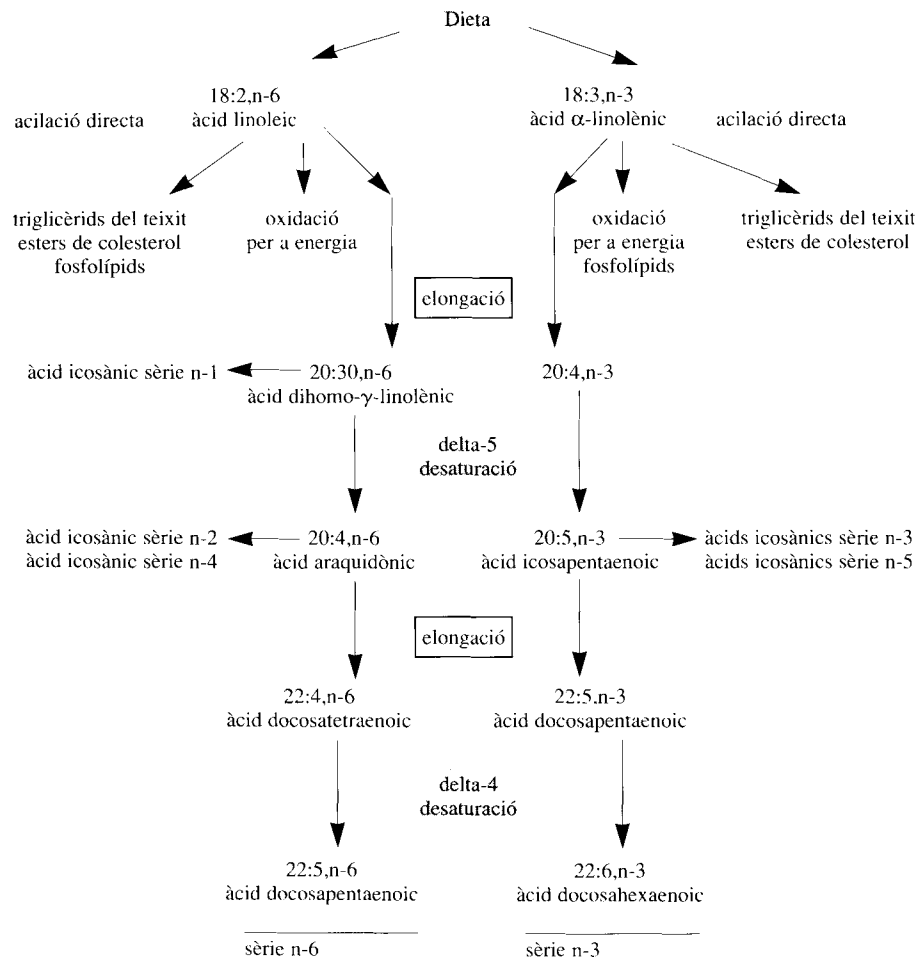 Dieta
18:2,n-6
àcid linoleic
acilació directa
18:3,n-3
àcid α-linolènic
acilació directa
triglicèrids del teixit
esters de colesterol
fosfolípids
oxidació
per a energia
oxidació
per a energia
fosfolípids
triglicèrids del teixit
esters de colesterol
elongació
àcid icosànic sèrie n-1
20:30,n-6
àcid dihomo-γ-linolènic
20:4,n-3
delta-5
desaturació
àcid icosànic sèrie n-2
àcid icosànic sèrie n-4
20:4,n-6
àcid araquidònic
20:5,n-3
àcid icosapentaenoic
àcids icosànics sèrie n-3
àcids icosànics sèrie n-5
elongació
22:4,n-6
àcid docosatetraenoic
22:5,n-3
àcid docosapentaenoic
delta-4
desaturació
22:5,n-6
àcid docosapentaenoic
22:6,n-3
àcid docosahexaenoic
sèrie n-6
sèrie n-3